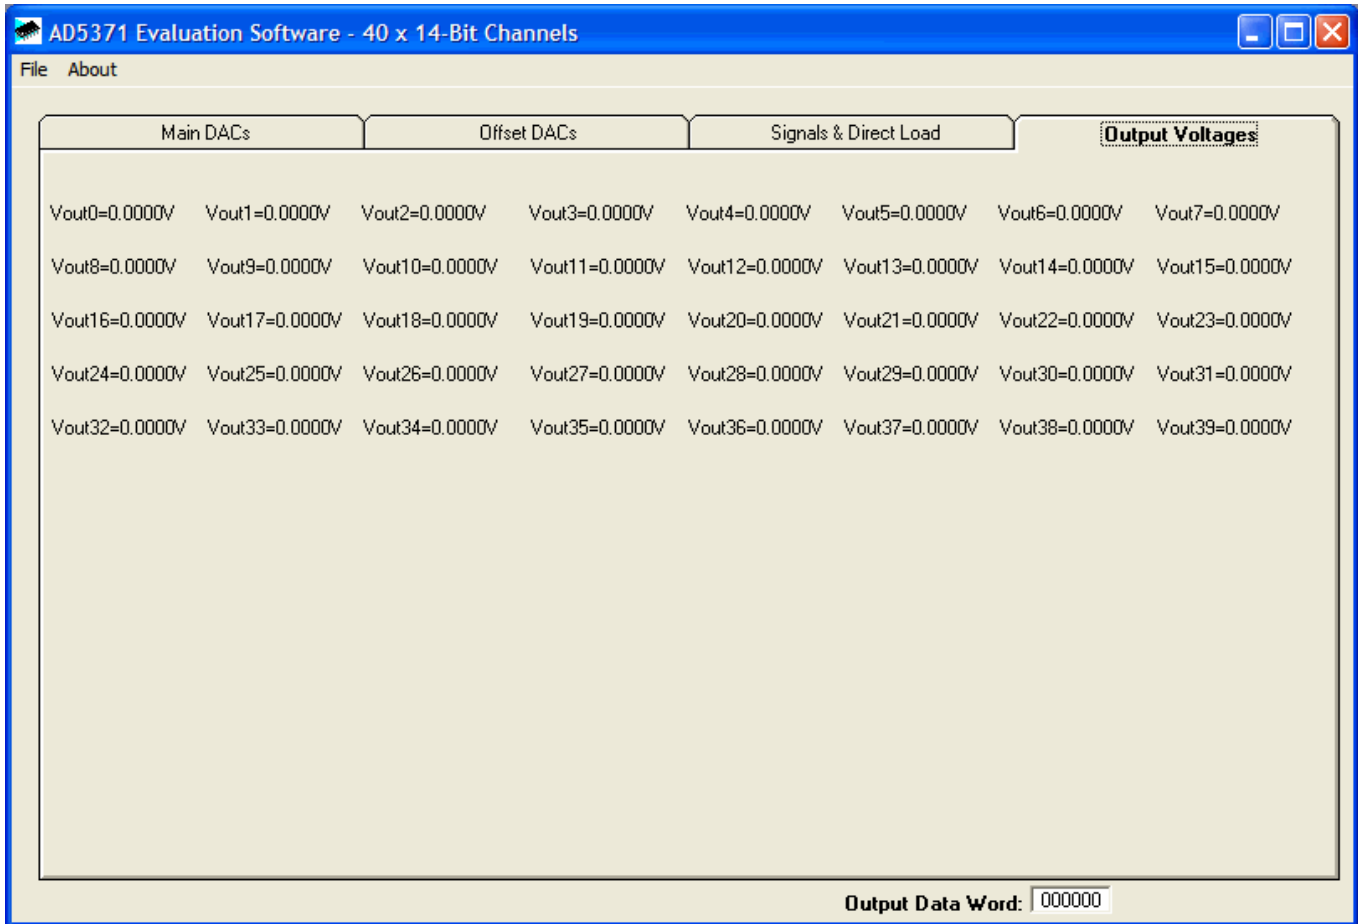 AD5371 Evaluation Software - 40 x 14-Bit Channels
File About
Main DACs Offset DACs Signals & Direct Load Output Voltages
Vout0=0.0000V Vout1=0.0000V Vout2=0.0000V Vout3=0.0000V Vout4=0.0000V Vout5=0.0000V Vout6=0.0000V Vout7=0.0000V
Vout8=0.0000V Vout9=0.0000V Vout10=0.0000V Vout11=0.0000V Vout12=0.0000V Vout13=0.0000V Vout14=0.0000V Vout15=0.0000V
Vout16=0.0000V Vout17=0.0000V Vout18=0.0000V Vout19=0.0000V Vout20=0.0000V Vout21=0.0000V Vout22=0.0000V Vout23=0.0000V
Vout24=0.0000V Vout25=0.0000V Vout26=0.0000V Vout27=0.0000V Vout28=0.0000V Vout29=0.0000V Vout30=0.0000V Vout31=0.0000V
Vout32=0.0000V Vout33=0.0000V Vout34=0.0000V Vout35=0.0000V Vout36=0.0000V Vout37=0.0000V Vout38=0.0000V Vout39=0.0000V
Output Data Word: 000000